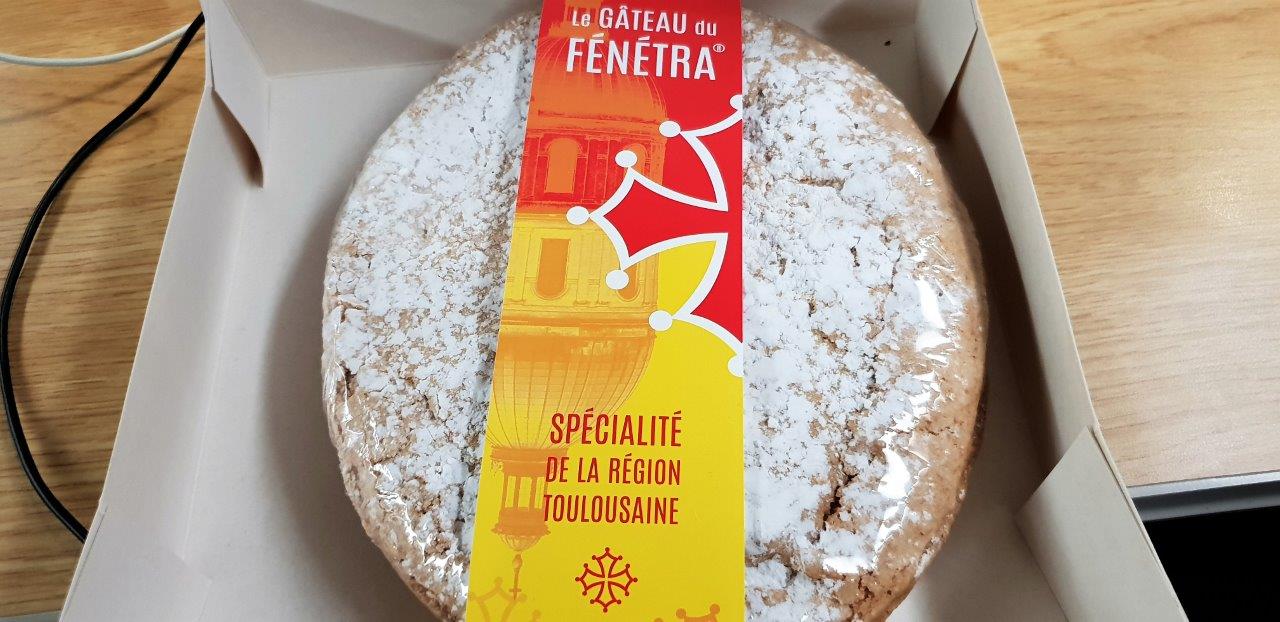 Le GÂTEAU du
FÉNÉTRA®
SPÉCIALITÉ
DE LA RÉGION
TOULOUSAINE